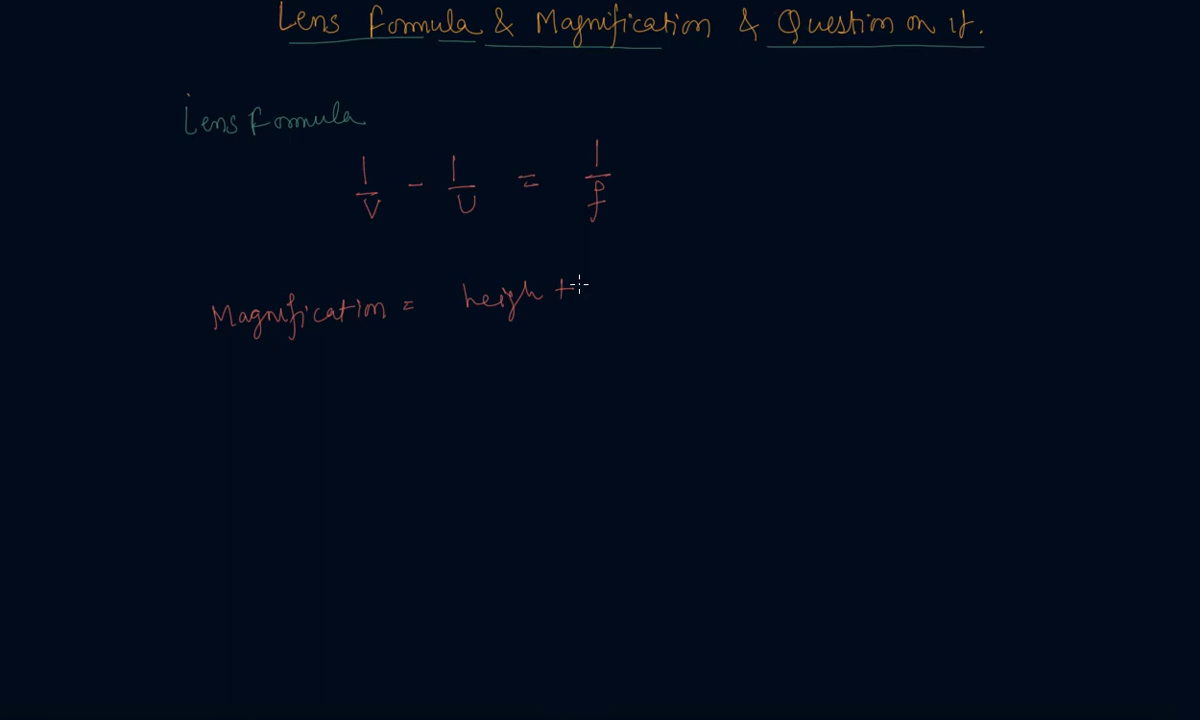 Lens Formula & Magnification & Question on it.
Lens Formula
1/V - 1/U = 1/f
Magnification = height